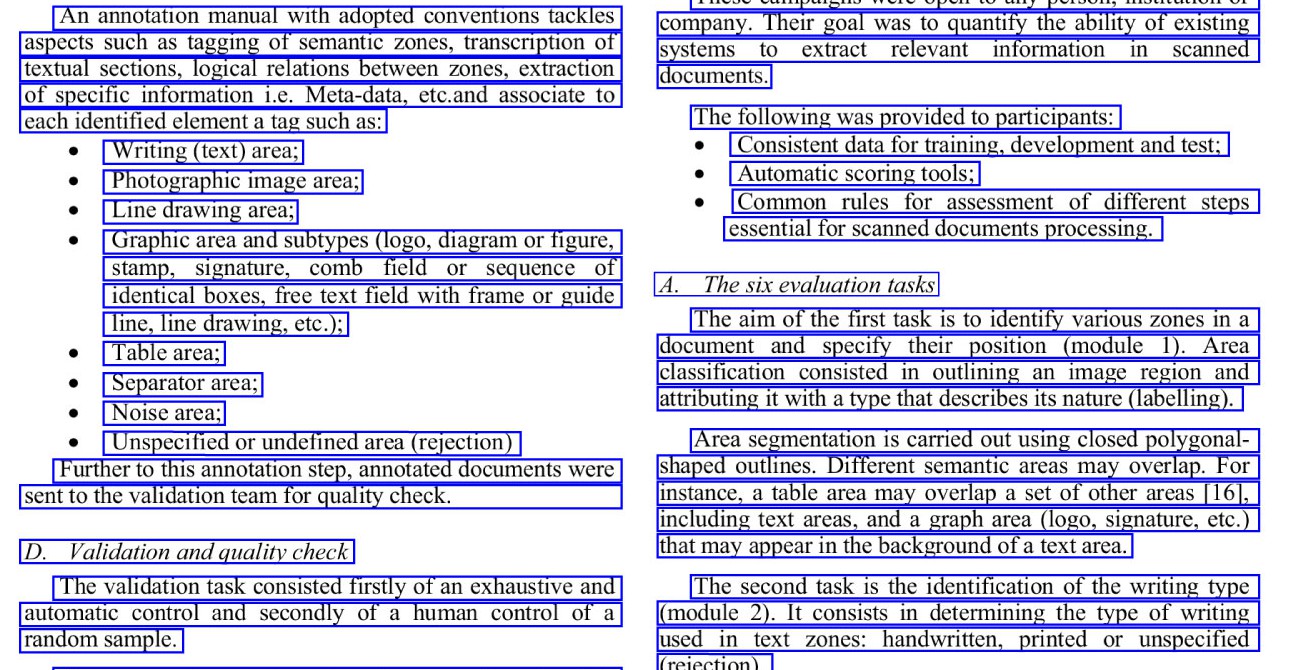 An annotation manual with adopted conventions tackles
aspects such as tagging of semantic zones, transcription of
textual sections, logical relations between zones, extraction
of specific information i.e. Meta-data, etc.and associate to
each identified element a tag such as:
• Writing (text) area;
• Photographic image area;
• Line drawing area;
• Graphic area and subtypes (logo, diagram or figure,
stamp, signature, comb field or sequence of
identical boxes, free text field with frame or guide
line, line drawing, etc.);
• Table area;
• Separator area;
• Noise area;
• Unspecified or undefined area (rejection)
Further to this annotation step, annotated documents were
sent to the validation team for quality check.
D. Validation and quality check
The validation task consisted firstly of an exhaustive and
automatic control and secondly of a human control of a
random sample.
These campaigns were open to any person, institution or
company. Their goal was to quantify the ability of existing
systems to extract relevant information in scanned
documents.
The following was provided to participants:
• Consistent data for training, development and test;
• Automatic scoring tools;
• Common rules for assessment of different steps
essential for scanned documents processing.
A. The six evaluation tasks
The aim of the first task is to identify various zones in a
document and specify their position (module 1). Area
classification consisted in outlining an image region and
attributing it with a type that describes its nature (labelling).
Area segmentation is carried out using closed polygonal-
shaped outlines. Different semantic areas may overlap. For
instance, a table area may overlap a set of other areas [16],
including text areas, and a graph area (logo, signature, etc.)
that may appear in the background of a text area.
The second task is the identification of the writing type
(module 2). It consists in determining the type of writing
used in text zones: handwritten, printed or unspecified
(rejection).